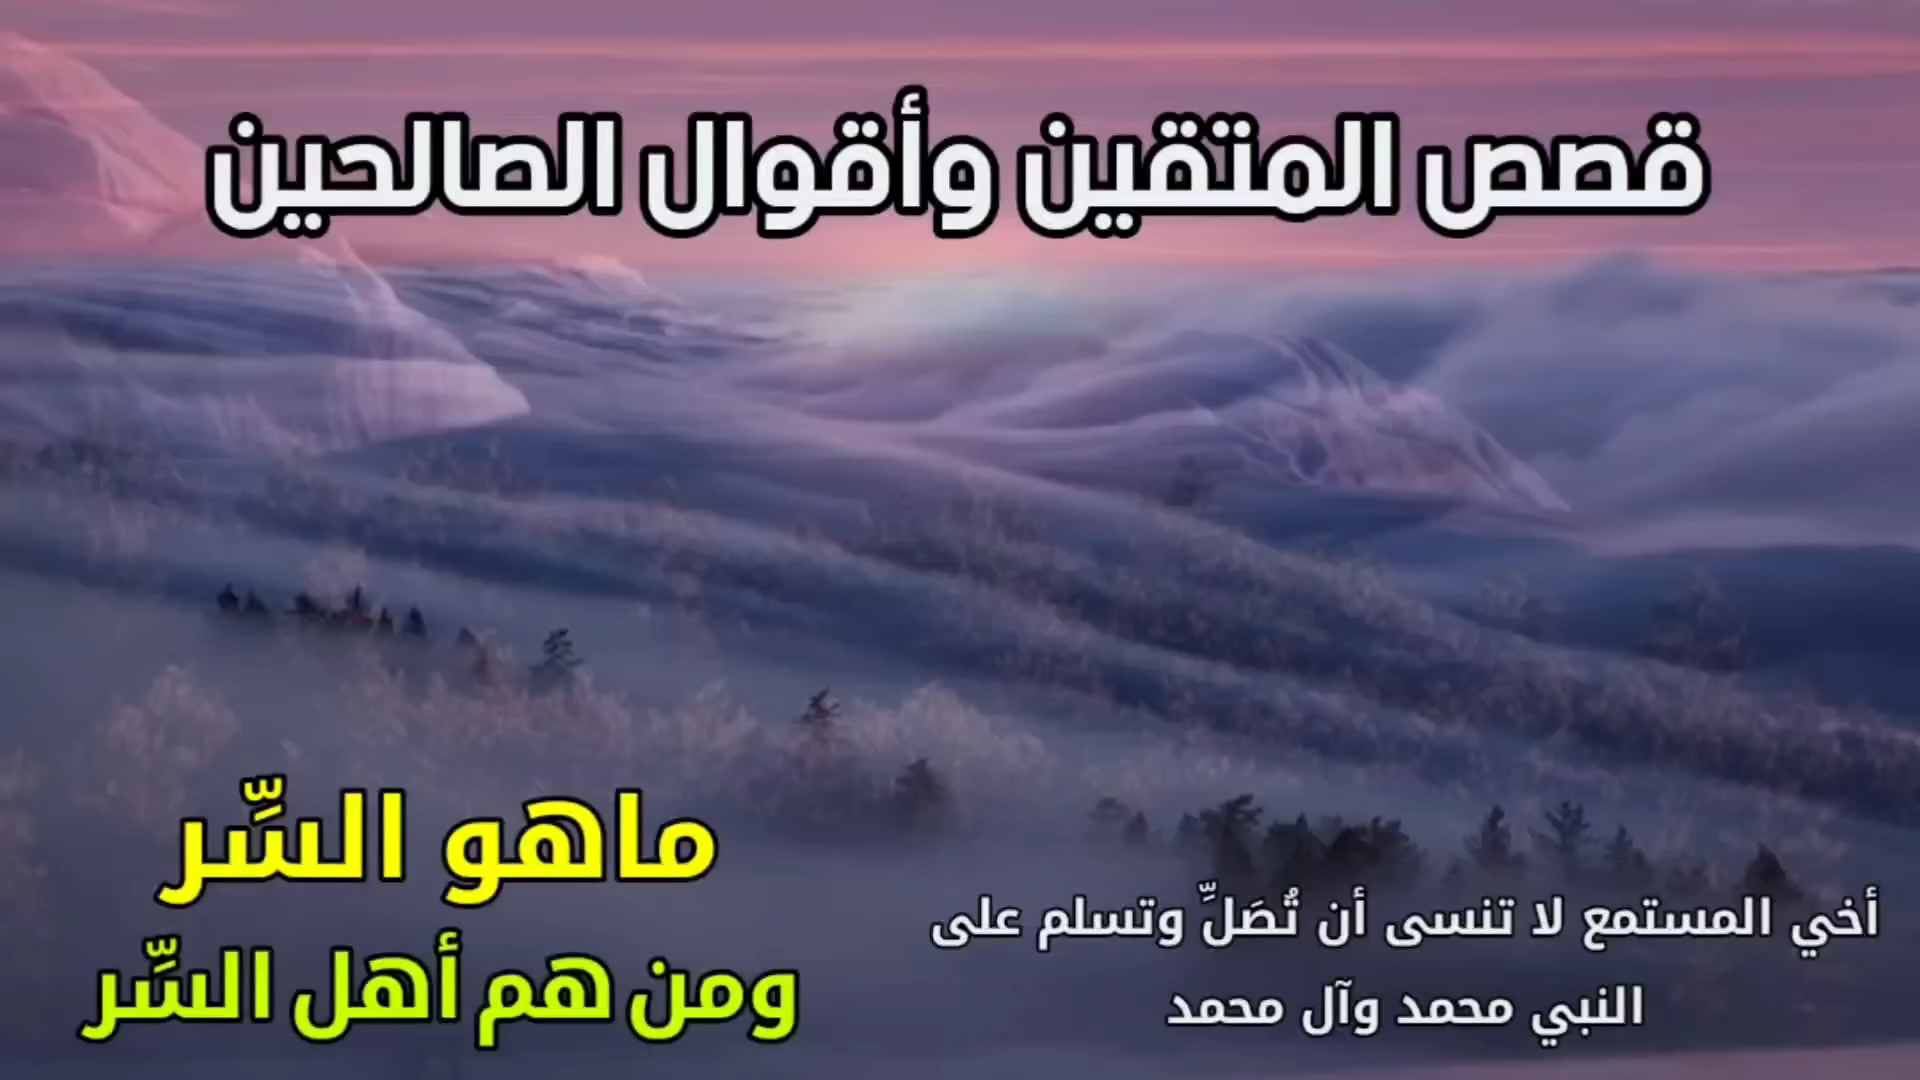 قصص المتقين وأقوال الصالحين
ماهو السِّر
ومن هم أهل السِّر
أخي المستمع لا تنسى أن تُصَلِّ وتسلم على
النبي محمد وآل محمد